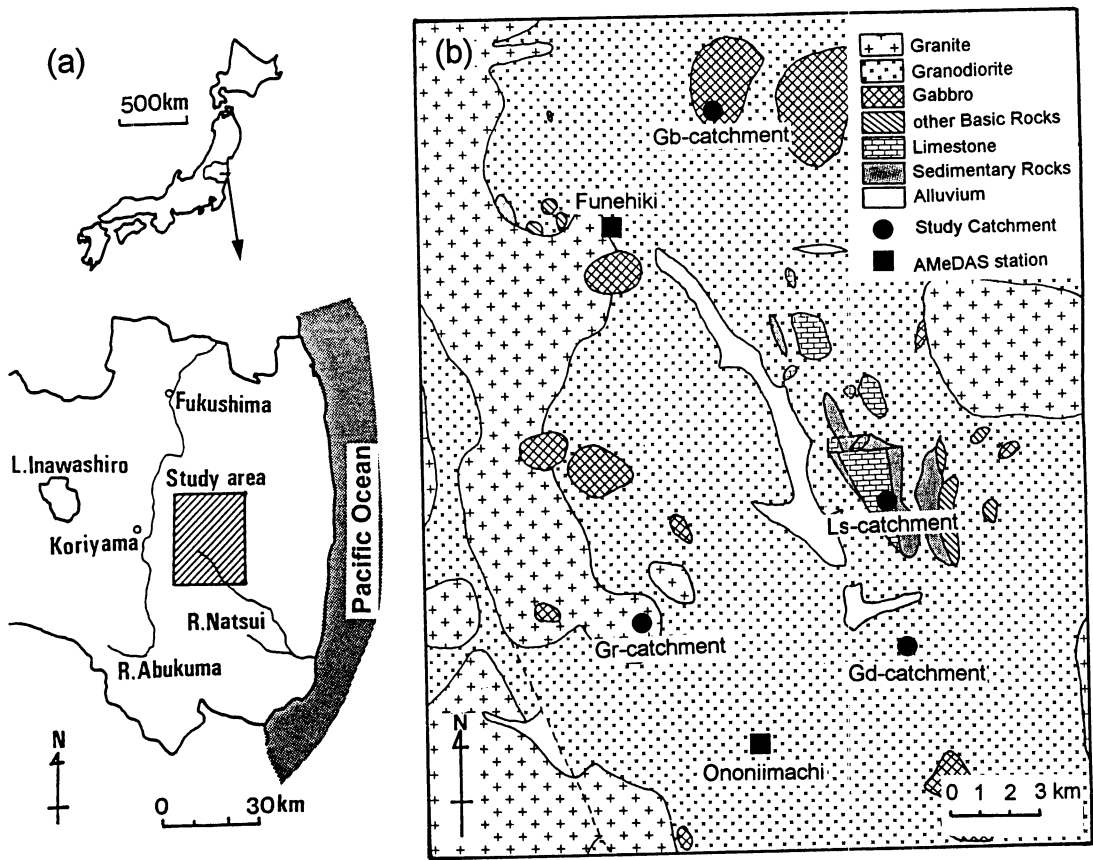 (a)
500km
Fukushima
L.Inawashiro
Study area
Koriyama
R.Natsui
R.Abukuma
Pacific Ocean
N
0 30km
(b)
Granite
Granodiorite
Gabbro
other Basic Rocks
Limestone
Sedimentary Rocks
Alluvium
Study Catchment
AMeDAS station
Gb-catchment
Funehiki
Ls-catchment
Gr-catchment
Gd-catchment
Ononiimachi
N
0 1 2 3 km